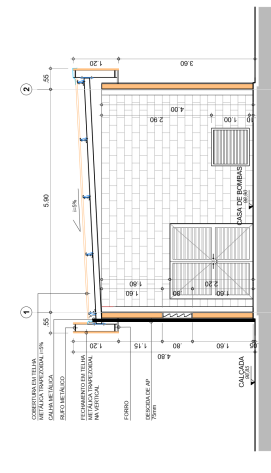 COBERTURA EM TELHA
METÁLICA TRAPEZOIDAL i=5%
CALHA METÁLICA
RUFO METÁLICO
FECHAMENTO EM TELHA
METÁLICA TRAPEZOIDAL
NA VERTICAL
FORRO
DESCIDA DE AP
75mm
1
2
.55
5.90
.55
i=5%
1.20
3.60
4.00
2.90
1.00
1.80
1.60
.80
2.20
1.60
1.20
1.15
.80
1.60
4.80
CASA DE BOMBAS
CALÇADA